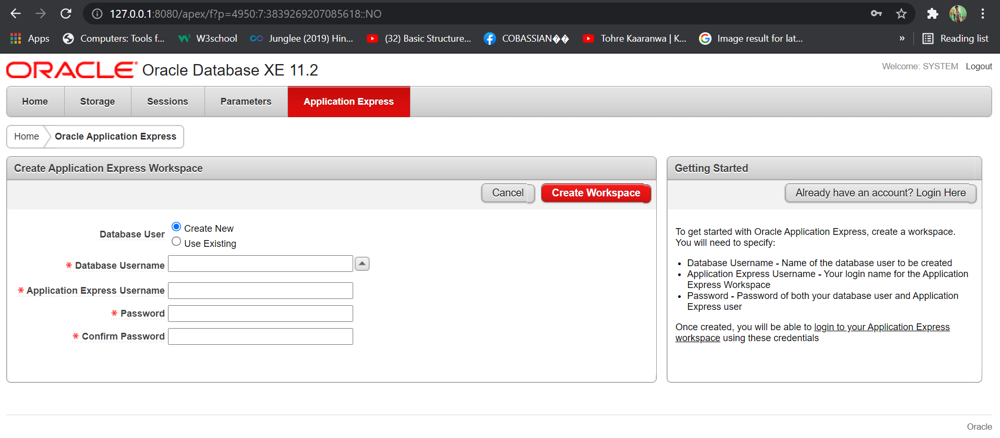 127.0.0.1:8080/apex/f?p=4950:7:3839269207085618::NO
Apps Computers: Tools f... W3school Junglee (2019) Hin... (32) Basic Structure... COBASSIAN�� Tohre Kaaranwa | K... Image result for lat... » Reading list
ORACLE Oracle Database XE 11.2
Welcome: SYSTEM Logout
Home Storage Sessions Parameters Application Express
Home Oracle Application Express
Create Application Express Workspace
Cancel Create Workspace
Database User
Create New
Use Existing
* Database Username
* Application Express Username
* Password
* Confirm Password
Getting Started
Already have an account? Login Here
To get started with Oracle Application Express, create a workspace.
You will need to specify:
• Database Username - Name of the database user to be created
• Application Express Username - Your login name for the Application
Express Workspace
• Password - Password of both your database user and Application
Express user
Once created, you will be able to login to your Application Express
workspace using these credentials
Oracle